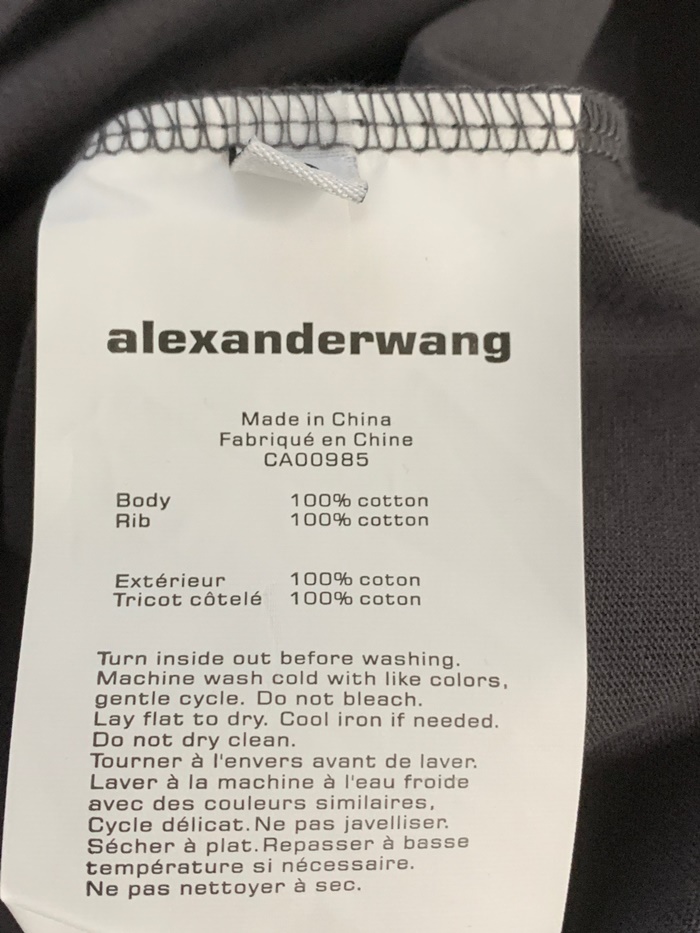 alexanderwang
Made in China
Fabriqué en Chine
CA00985
Body 100% cotton
Rib 100% cotton
Extérieur 100% coton
Tricot côtelé 100% coton
Turn inside out before washing.
Machine wash cold with like colors,
gentle cycle. Do not bleach.
Lay flat to dry. Cool iron if needed.
Do not dry clean.
Tourner à l'envers avant de laver.
Laver à la machine à l'eau froide
avec des couleurs similaires,
Cycle délicat. Ne pas javelliser.
Sécher à plat. Repasser à basse
température si nécessaire.
Ne pas nettoyer à sec.